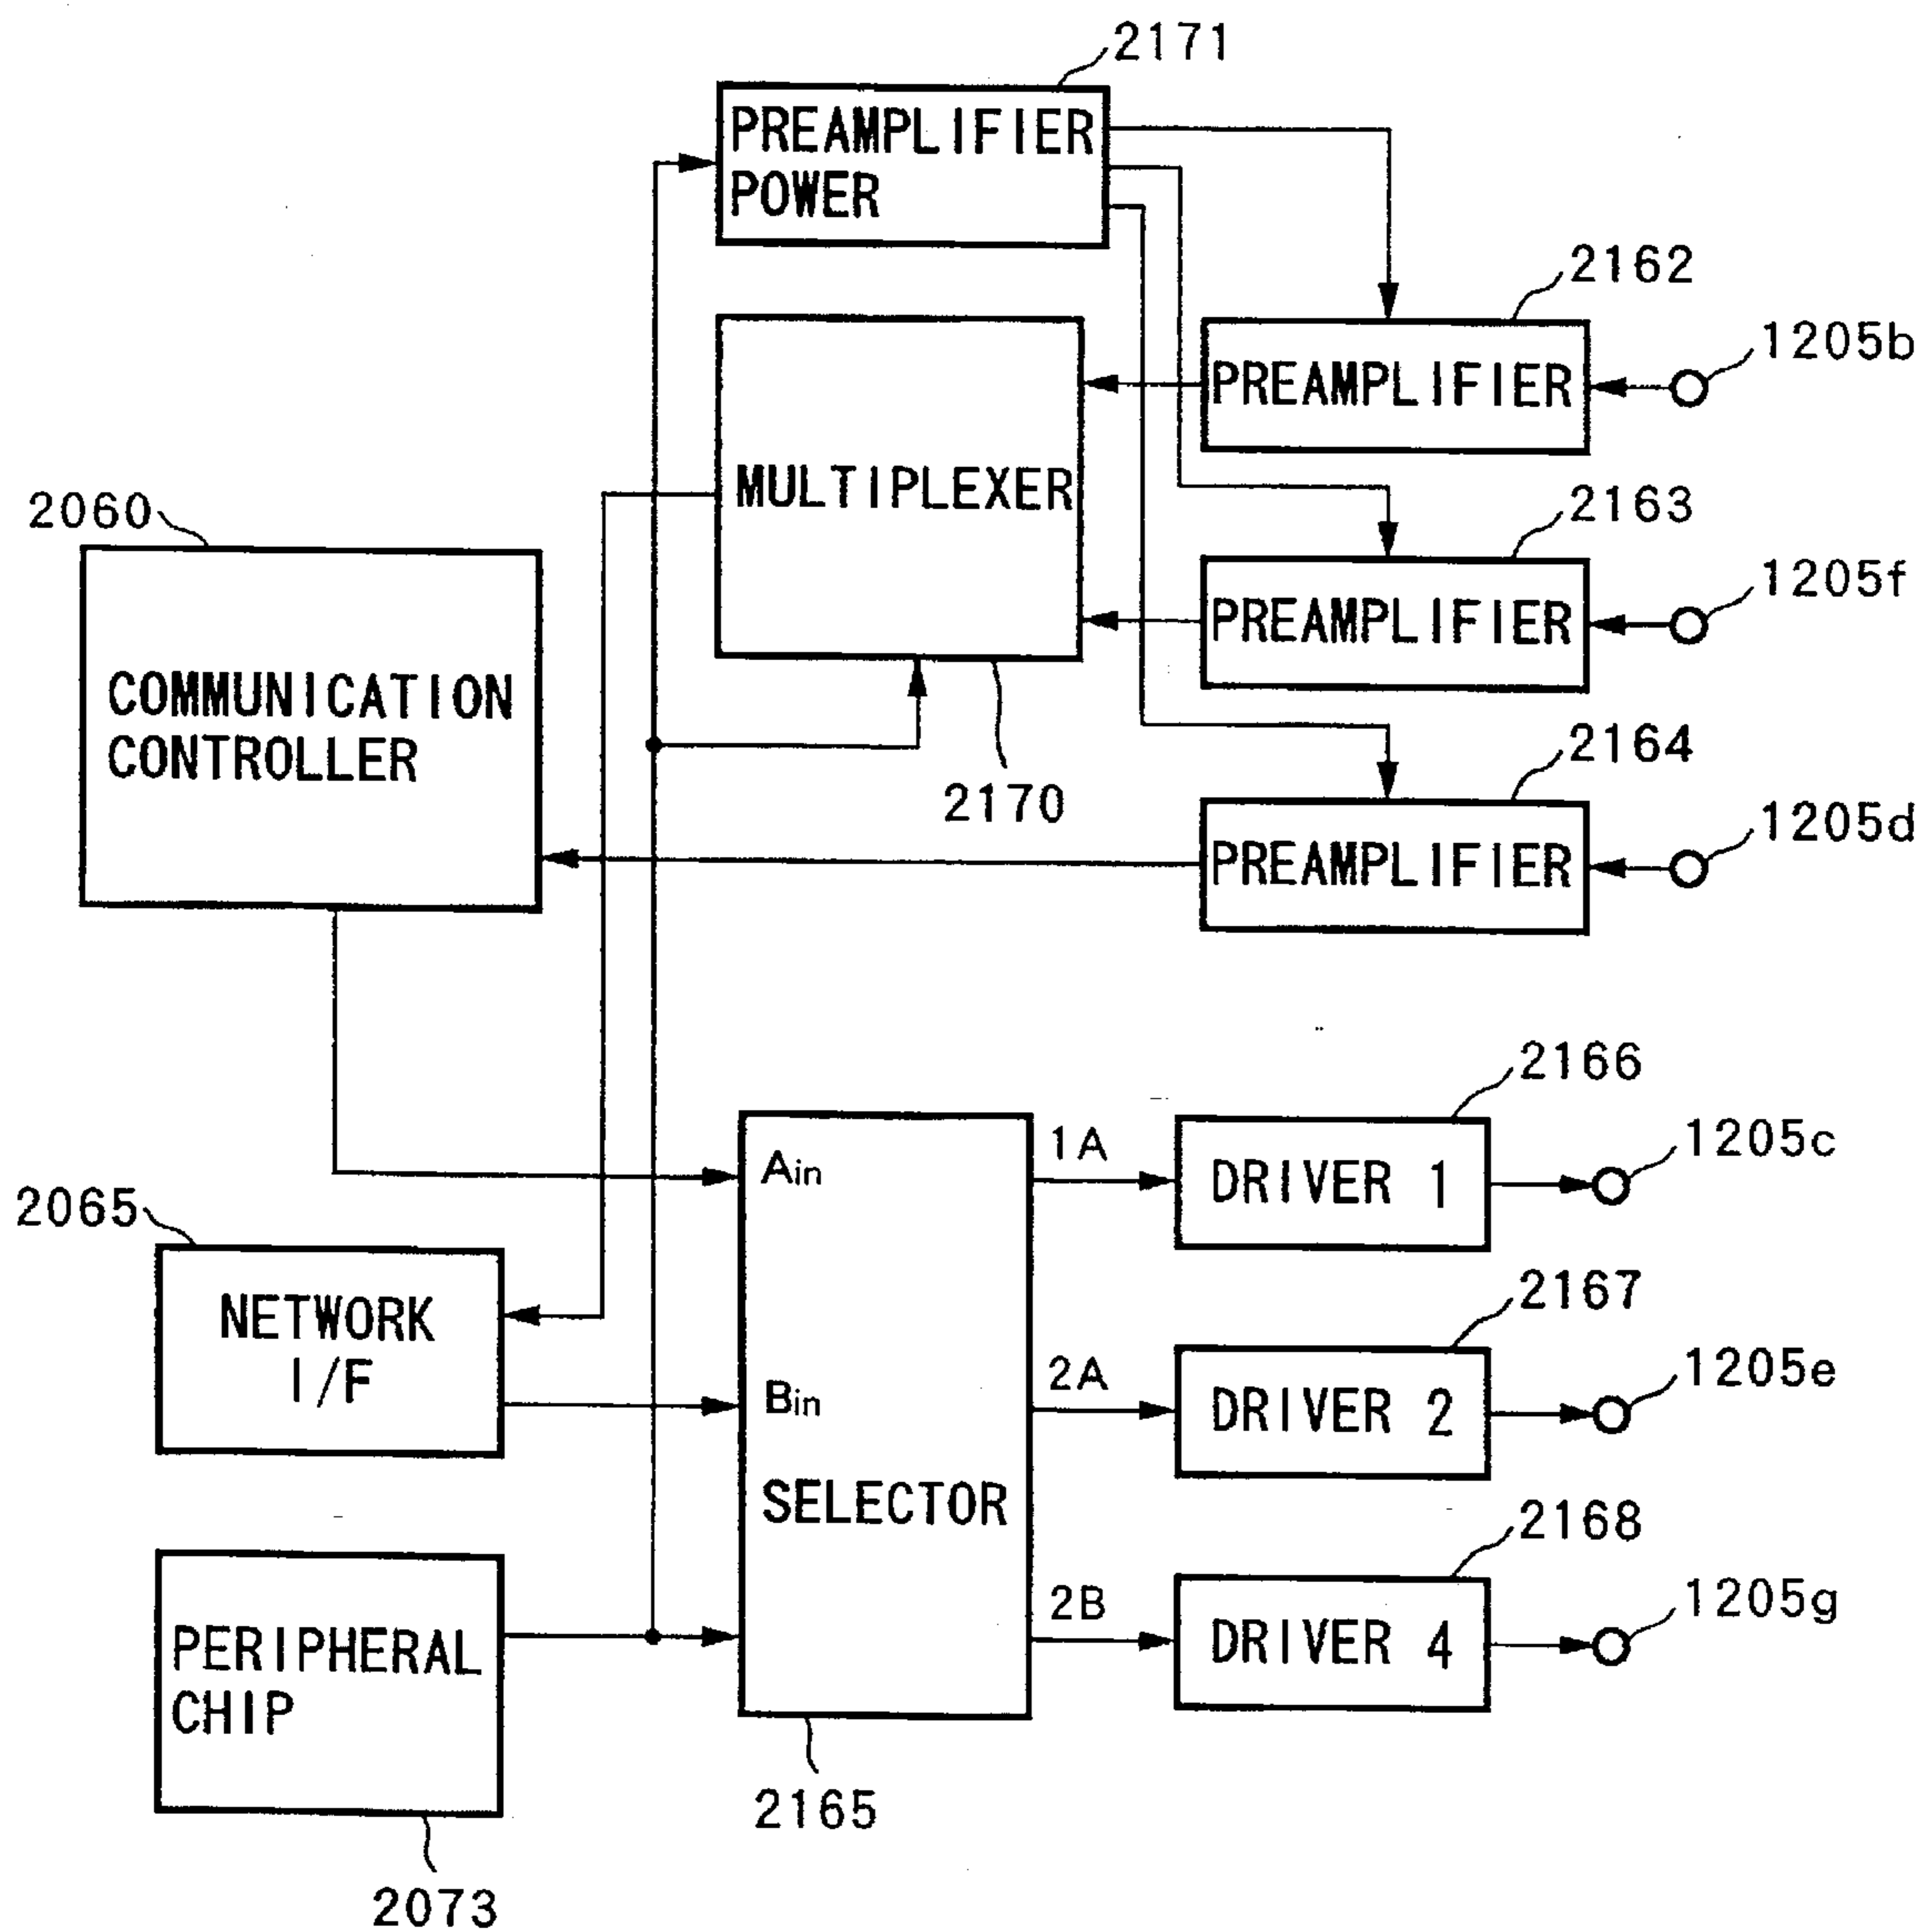 2171
PREAMPLIFIER
POWER
2162
1205b
PREAMPLIFIER
MULTIPLEXER
2060
2163
1205f
PREAMPLIFIER
COMMUNICATION
CONTROLLER
2170
2164
1205d
PREAMPLIFIER
2166
1205c
Ain
1A
DRIVER 1
2065
NETWORK
I/F
2167
1205e
Bin
2A
DRIVER 2
SELECTOR
2168
1205g
2B
DRIVER 4
PERIPHERAL
CHIP
2165
2073